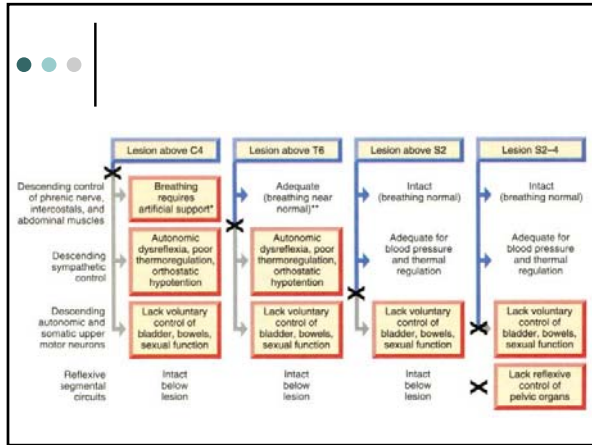 Lesion above C4
Lesion above T6
Lesion above S2
Lesion S2–4
Descending control
of phrenic nerve,
intercostals, and
abdominal muscles
Breathing
requires
artificial support*
Adequate
(breathing near
normal)**
Intact
(breathing normal)
Intact
(breathing normal)
Descending
sympathetic
control
Autonomic
dysreflexia, poor
thermoregulation,
orthostatic
hypotention
Autonomic
dysreflexia, poor
thermoregulation,
orthostatic
hypotention
Adequate for
blood pressure
and thermal
regulation
Adequate for
blood pressure
and thermal
regulation
Descending
autonomic and
somatic upper
motor neurons
Lack voluntary
control of
bladder, bowels,
sexual function
Lack voluntary
control of
bladder, bowels,
sexual function
Lack voluntary
control of
bladder, bowels,
sexual function
Lack voluntary
control of
bladder, bowels,
sexual function
Reflexive
segmental
circuits
Intact
below
lesion
Intact
below
lesion
Intact
below
lesion
Lack reflexive
control of
pelvic organs